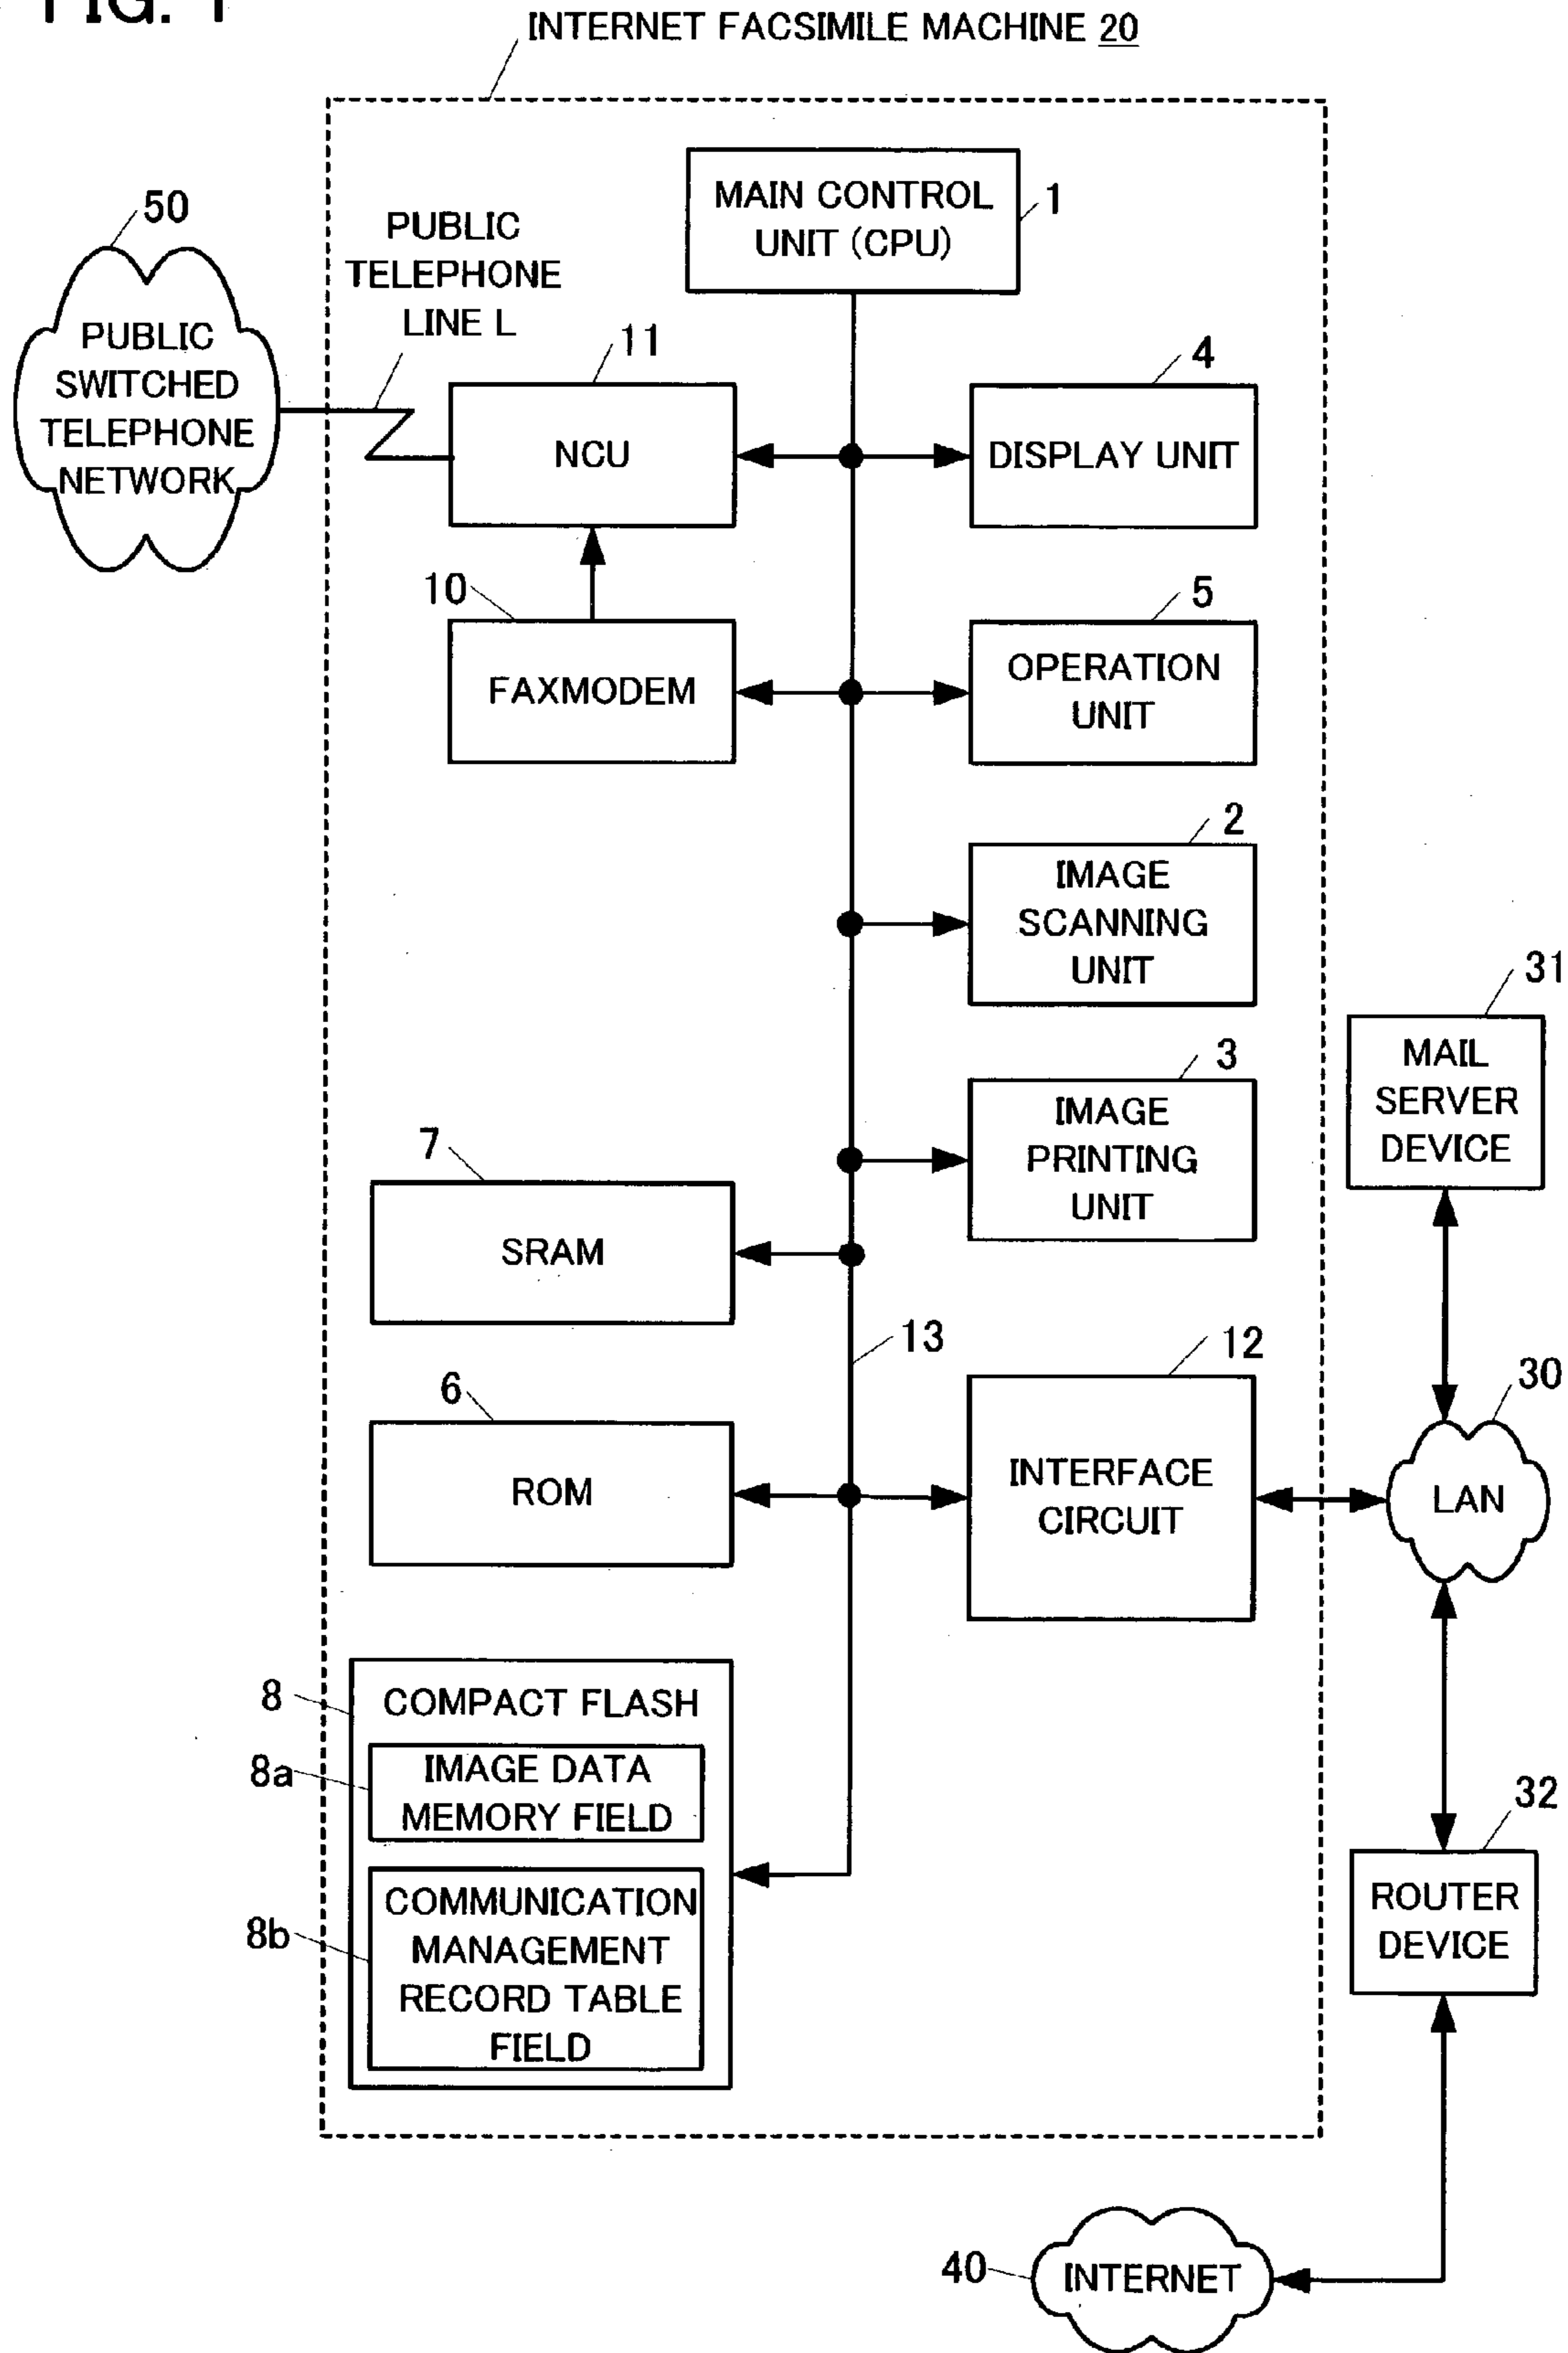 FIG. 1
INTERNET FACSIMILE MACHINE 20
MAIN CONTROL
UNIT (CPU)
1
50
PUBLIC
SWITCHED
TELEPHONE
NETWORK
PUBLIC
TELEPHONE
LINE L
11
NCU
4
DISPLAY UNIT
10
FAXMODEM
5
OPERATION
UNIT
2
IMAGE
SCANNING
UNIT
31
MAIL
SERVER
DEVICE
3
IMAGE
PRINTING
UNIT
7
SRAM
13
12
INTERFACE
CIRCUIT
30
LAN
6
ROM
8
COMPACT FLASH
8a
IMAGE DATA
MEMORY FIELD
8b
COMMUNICATION
MANAGEMENT
RECORD TABLE
FIELD
32
ROUTER
DEVICE
40
INTERNET